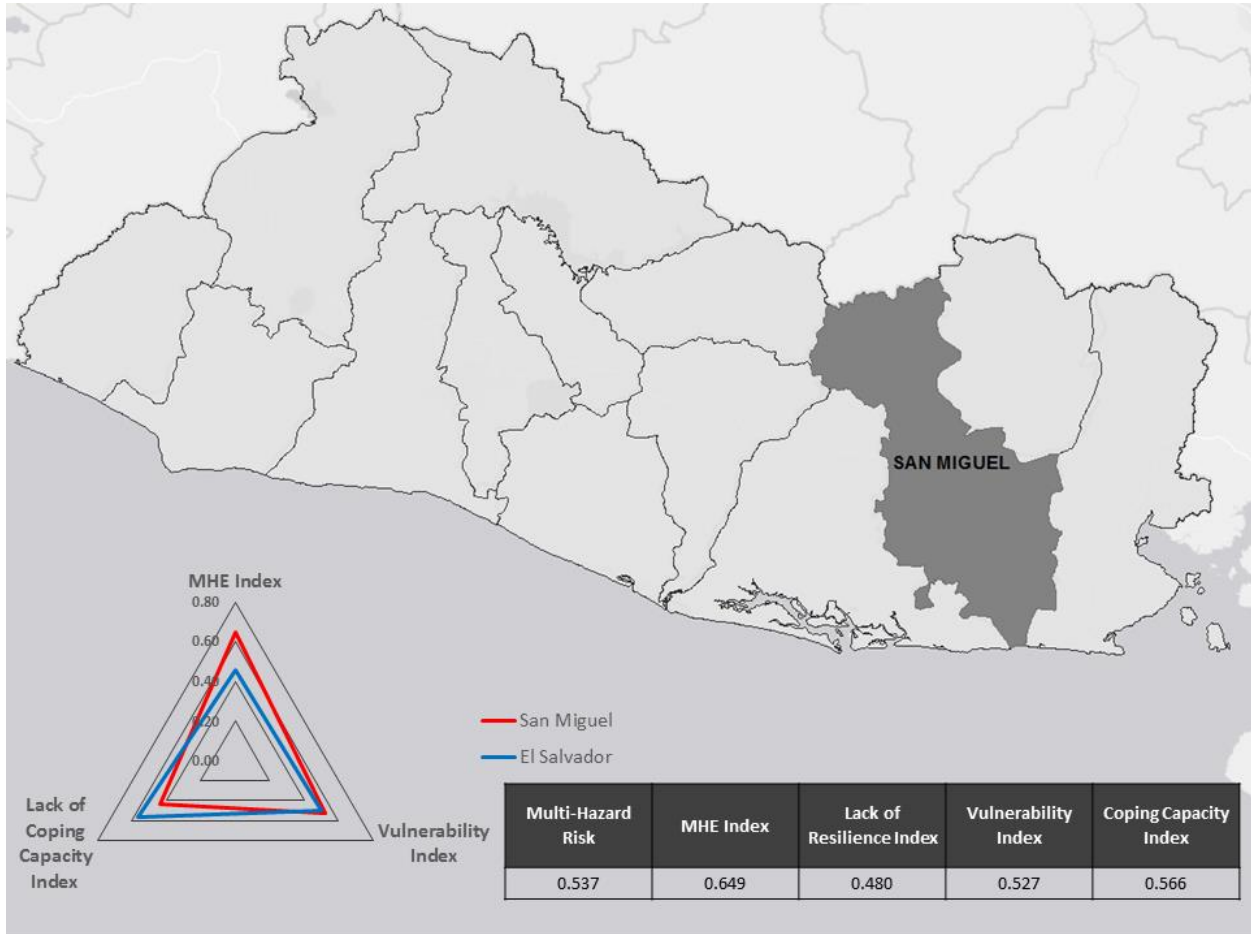 SAN MIGUEL
MHE Index
0.80
0.60
0.40
0.20
0.00
Lack of
Coping
Capacity
Index
Vulnerability
Index
San Miguel
El Salvador
Multi-Hazard
Risk
MHE Index
Lack of
Resilience Index
Vulnerability
Index
Coping Capacity
Index
0.537
0.649
0.480
0.527
0.566